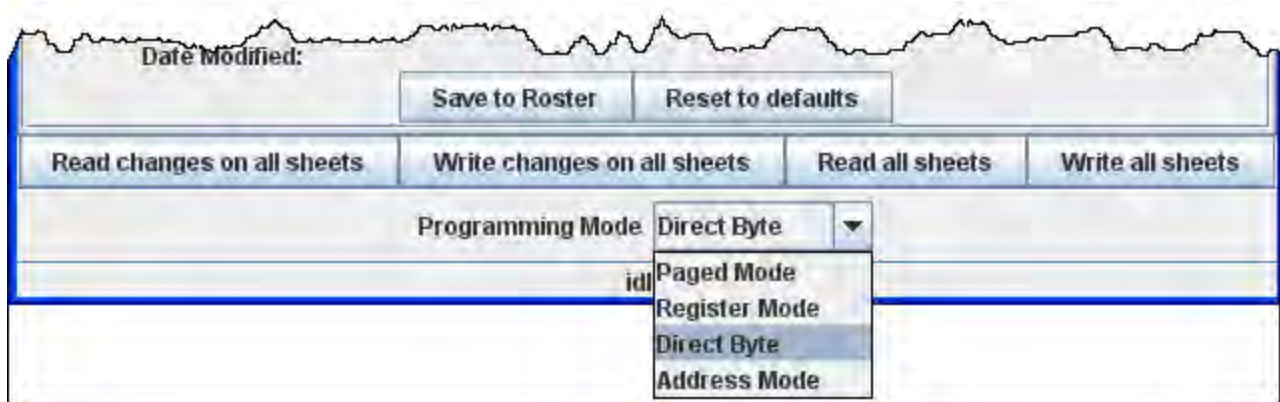 Date Modified:
Save to Roster Reset to defaults
Read changes on all sheets Write changes on all sheets Read all sheets Write all sheets
Programming Mode Direct Byte
idl
Paged Mode
Register Mode
Direct Byte
Address Mode